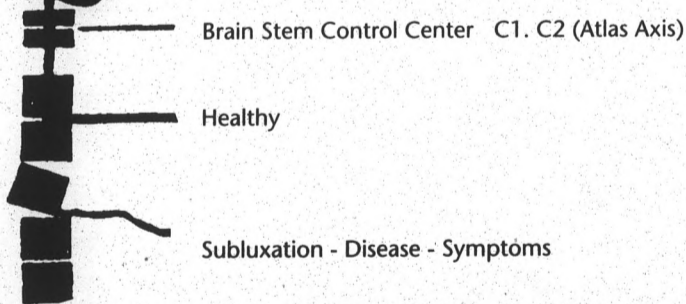 Brain Stem Control Center C1. C2 (Atlas Axis)
Healthy
Subluxation - Disease - Symptoms